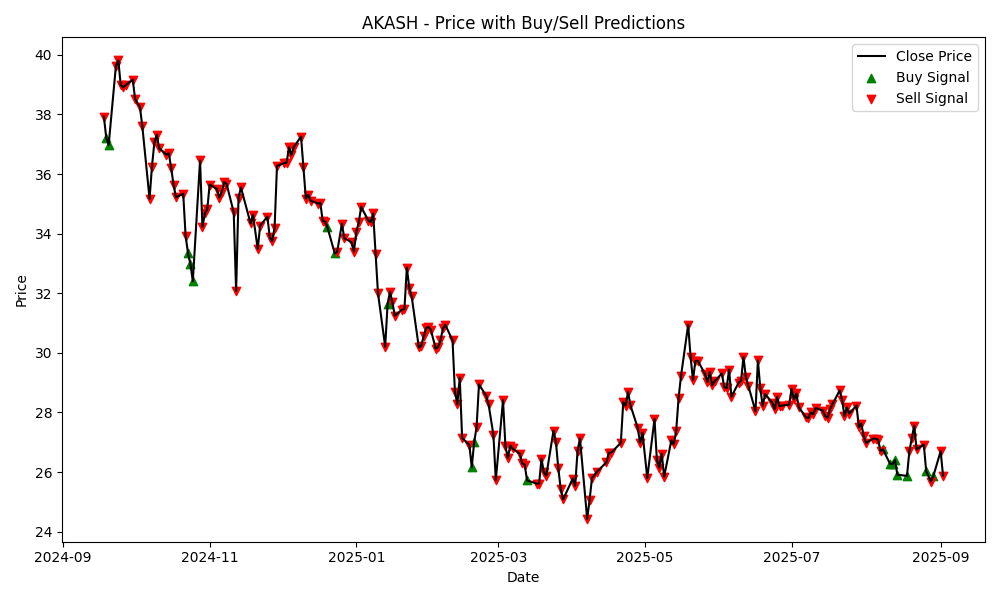 AKASH - Price with Buy/Sell Predictions
Close Price
Buy Signal
Sell Signal
Price
40
38
36
34
32
30
28
26
24
2024-09 2024-11 2025-01 2025-03 2025-05 2025-07 2025-09
Date